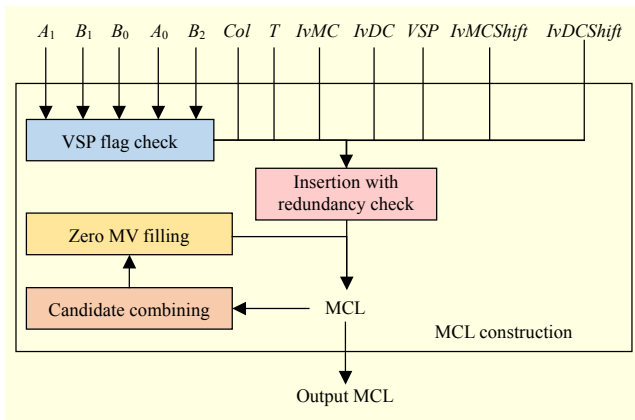 A₁ B₁ B₀ A₀ B₂ Col T IvMC IvDC VSP IvMCShift IvDCShift
VSP flag check
Insertion with
redundancy check
Zero MV filling
Candidate combining
MCL
MCL construction
Output MCL